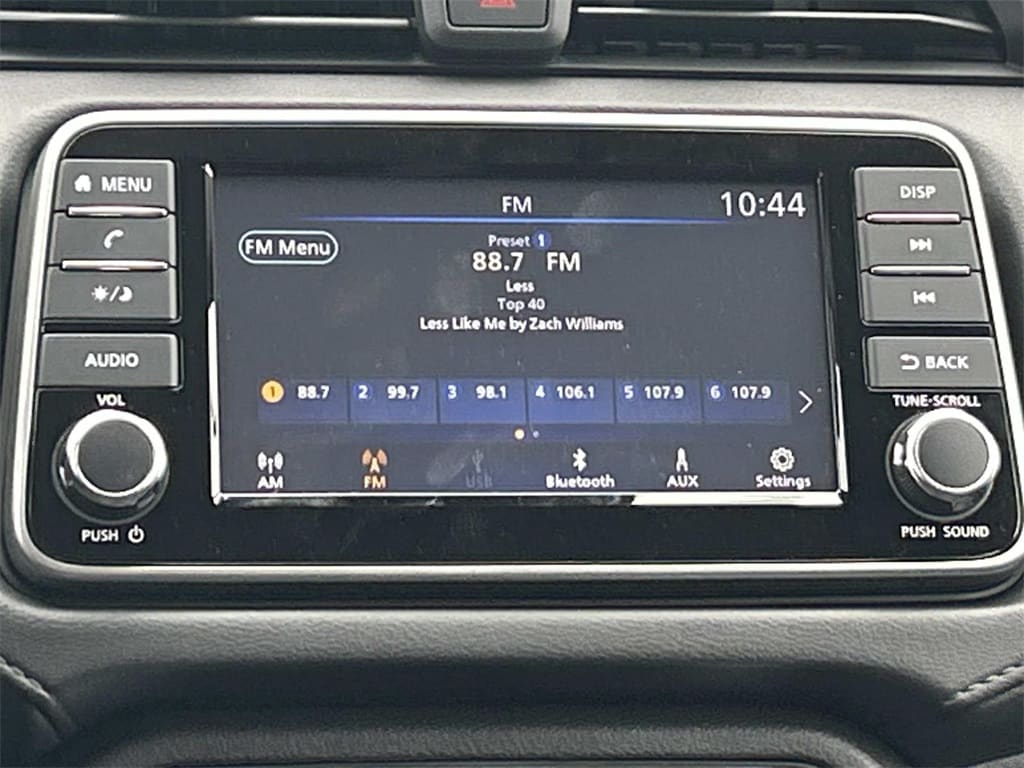 MENU
AUDIO
VOL
PUSH
FM
10:44
FM Menu
Preset 1
88.7 FM
Less
Top 40
Less Like Me by Zach Williams
1 88.7 2 99.7 3 98.1 4 106.1 5 107.9 6 107.9
AM FM USB Bluetooth AUX Settings
DISP
BACK
TUNE·SCROLL
PUSH SOUND